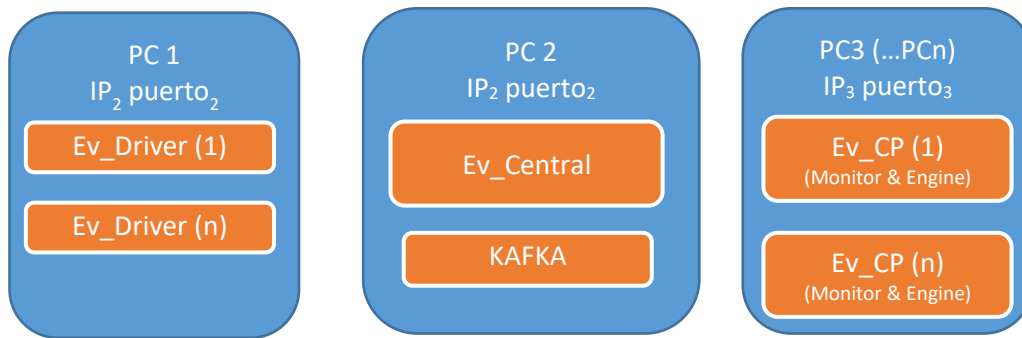 PC 1
IP₂ puerto₂
Ev_Driver (1)
Ev_Driver (n)
PC 2
IP₂ puerto₂
Ev_Central
KAFKA
PC3 (...PCn)
IP₃ puerto₃
Ev_CP (1)
(Monitor & Engine)
Ev_CP (n)
(Monitor & Engine)